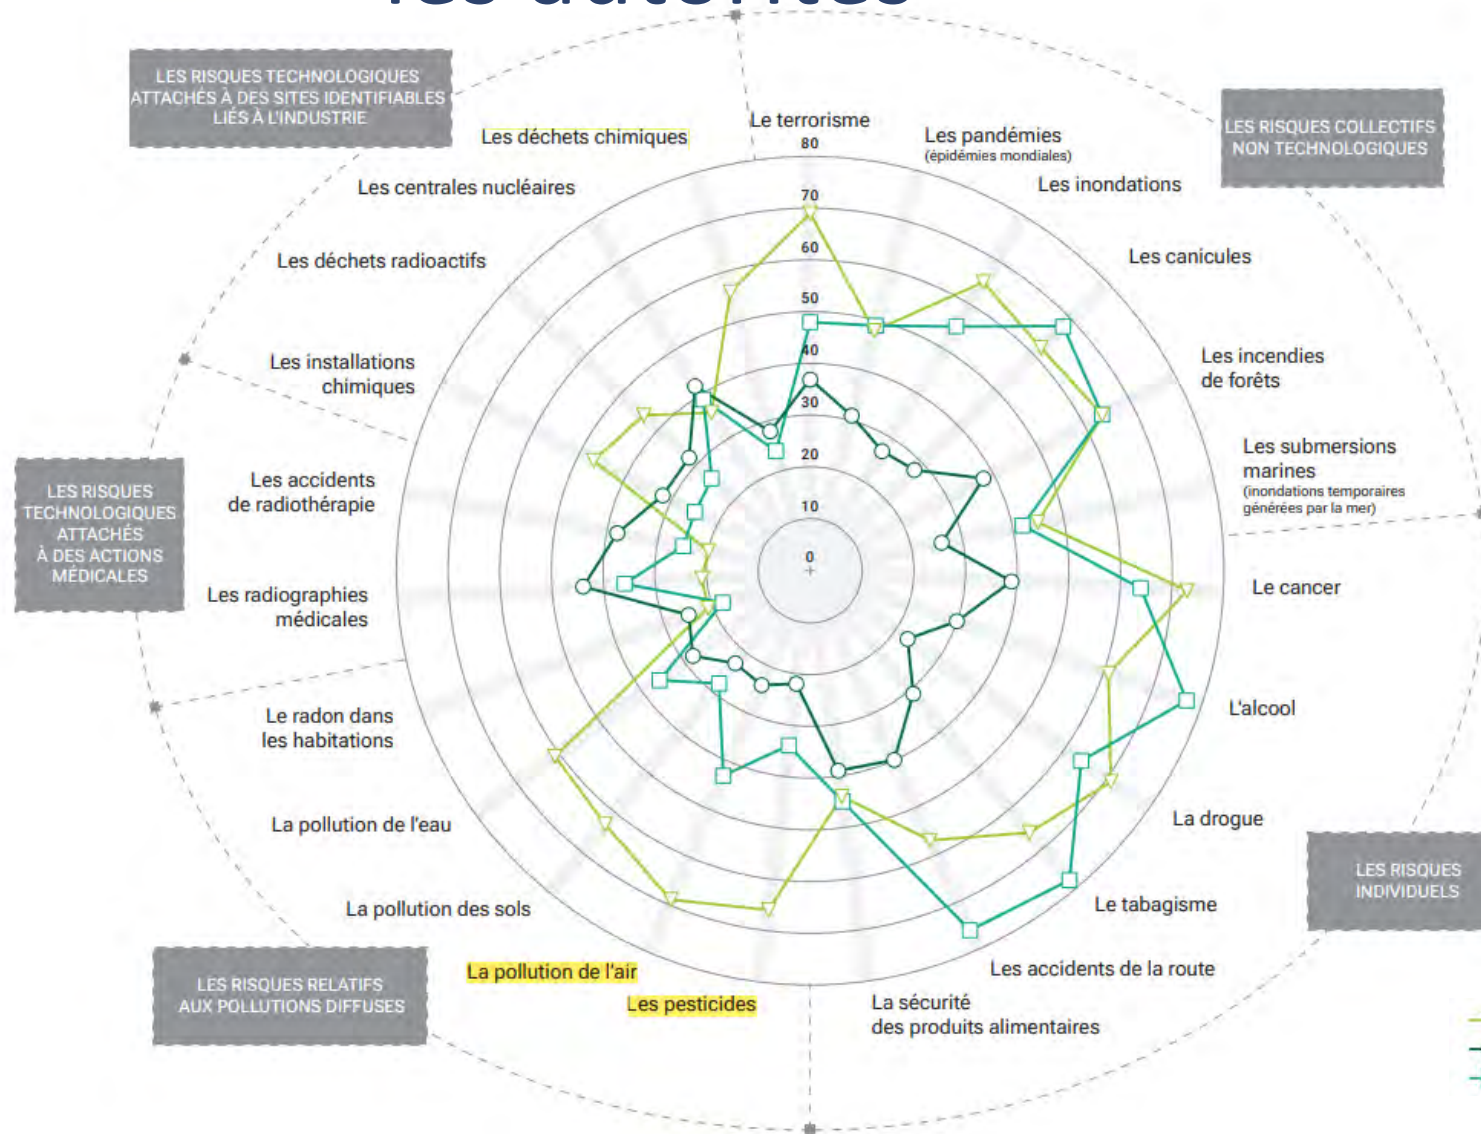 les autorités
LES RISQUES TECHNOLOGIQUES
ATTACHÉS À DES SITES IDENTIFIABLES
LIÉS À L'INDUSTRIE
LES RISQUES COLLECTIFS
NON TECHNOLOGIQUES
Le terrorisme
Les pandémies
(épidémies mondiales)
Les inondations
Les canicules
Les incendies
de forêts
Les submersions
marines
(inondations temporaires
générées par la mer)
Le cancer
L'alcool
La drogue
Le tabagisme
Les accidents de la route
La sécurité
des produits alimentaires
Les pesticides
La pollution de l'air
La pollution des sols
La pollution de l'eau
Le radon dans
les habitations
Les radiographies
médicales
Les accidents
de radiothérapie
Les installations
chimiques
Les déchets radioactifs
Les centrales nucléaires
Les déchets chimiques
80
70
60
50
40
30
20
10
0
LES RISQUES
TECHNOLOGIQUES
ATTACHÉS
À DES ACTIONS
MÉDICALES
LES RISQUES
INDIVIDUELS
LES RISQUES RELATIFS
AUX POLLUTIONS DIFFUSES